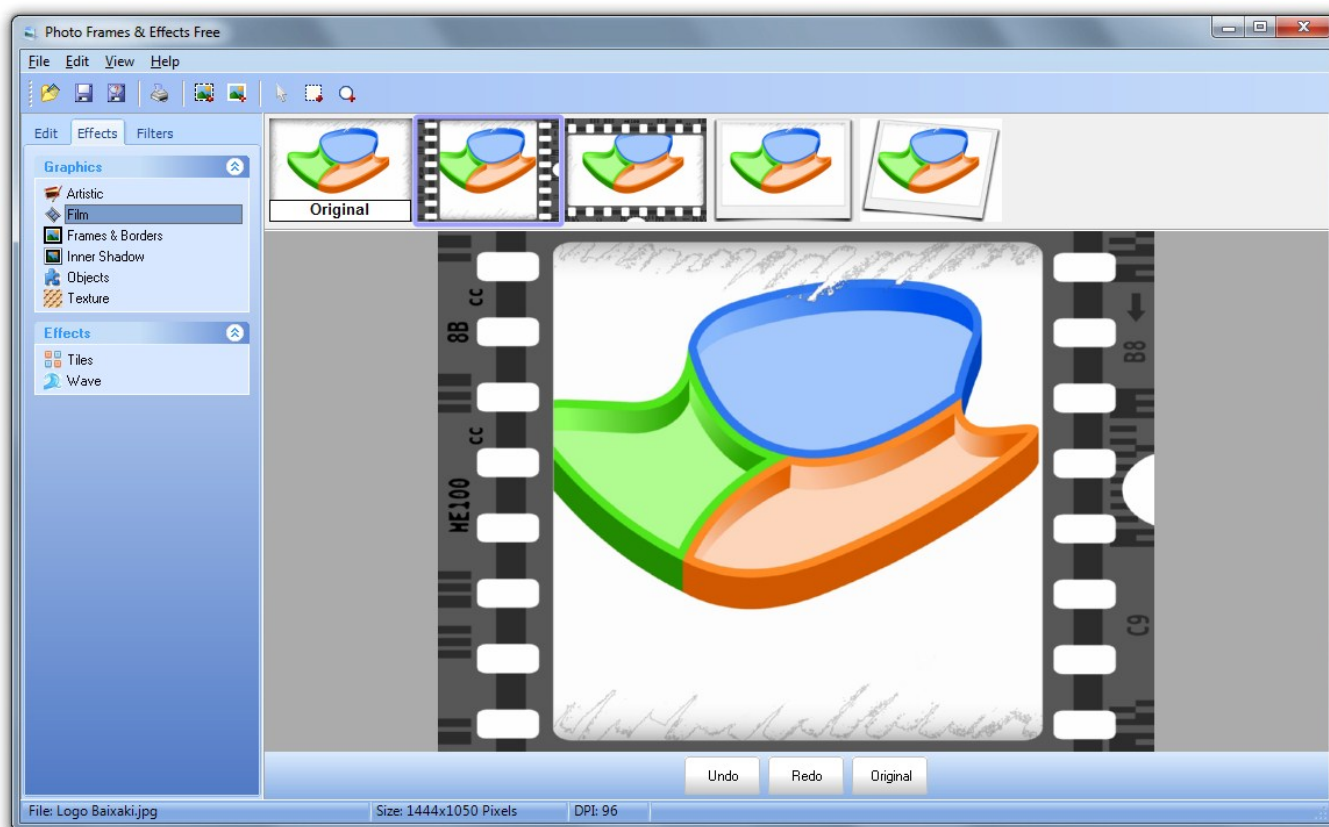 Photo Frames & Effects Free
File Edit View Help
Edit Effects Filters
Graphics
Artistic
Film
Frames & Borders
Inner Shadow
Objects
Texture
Effects
Tiles
Wave
Original
CC
8B
CC
WE100
B8
C9
Undo Redo Original
File: Logo Baixaki.jpg Size: 1444x1050 Pixels DPI: 96